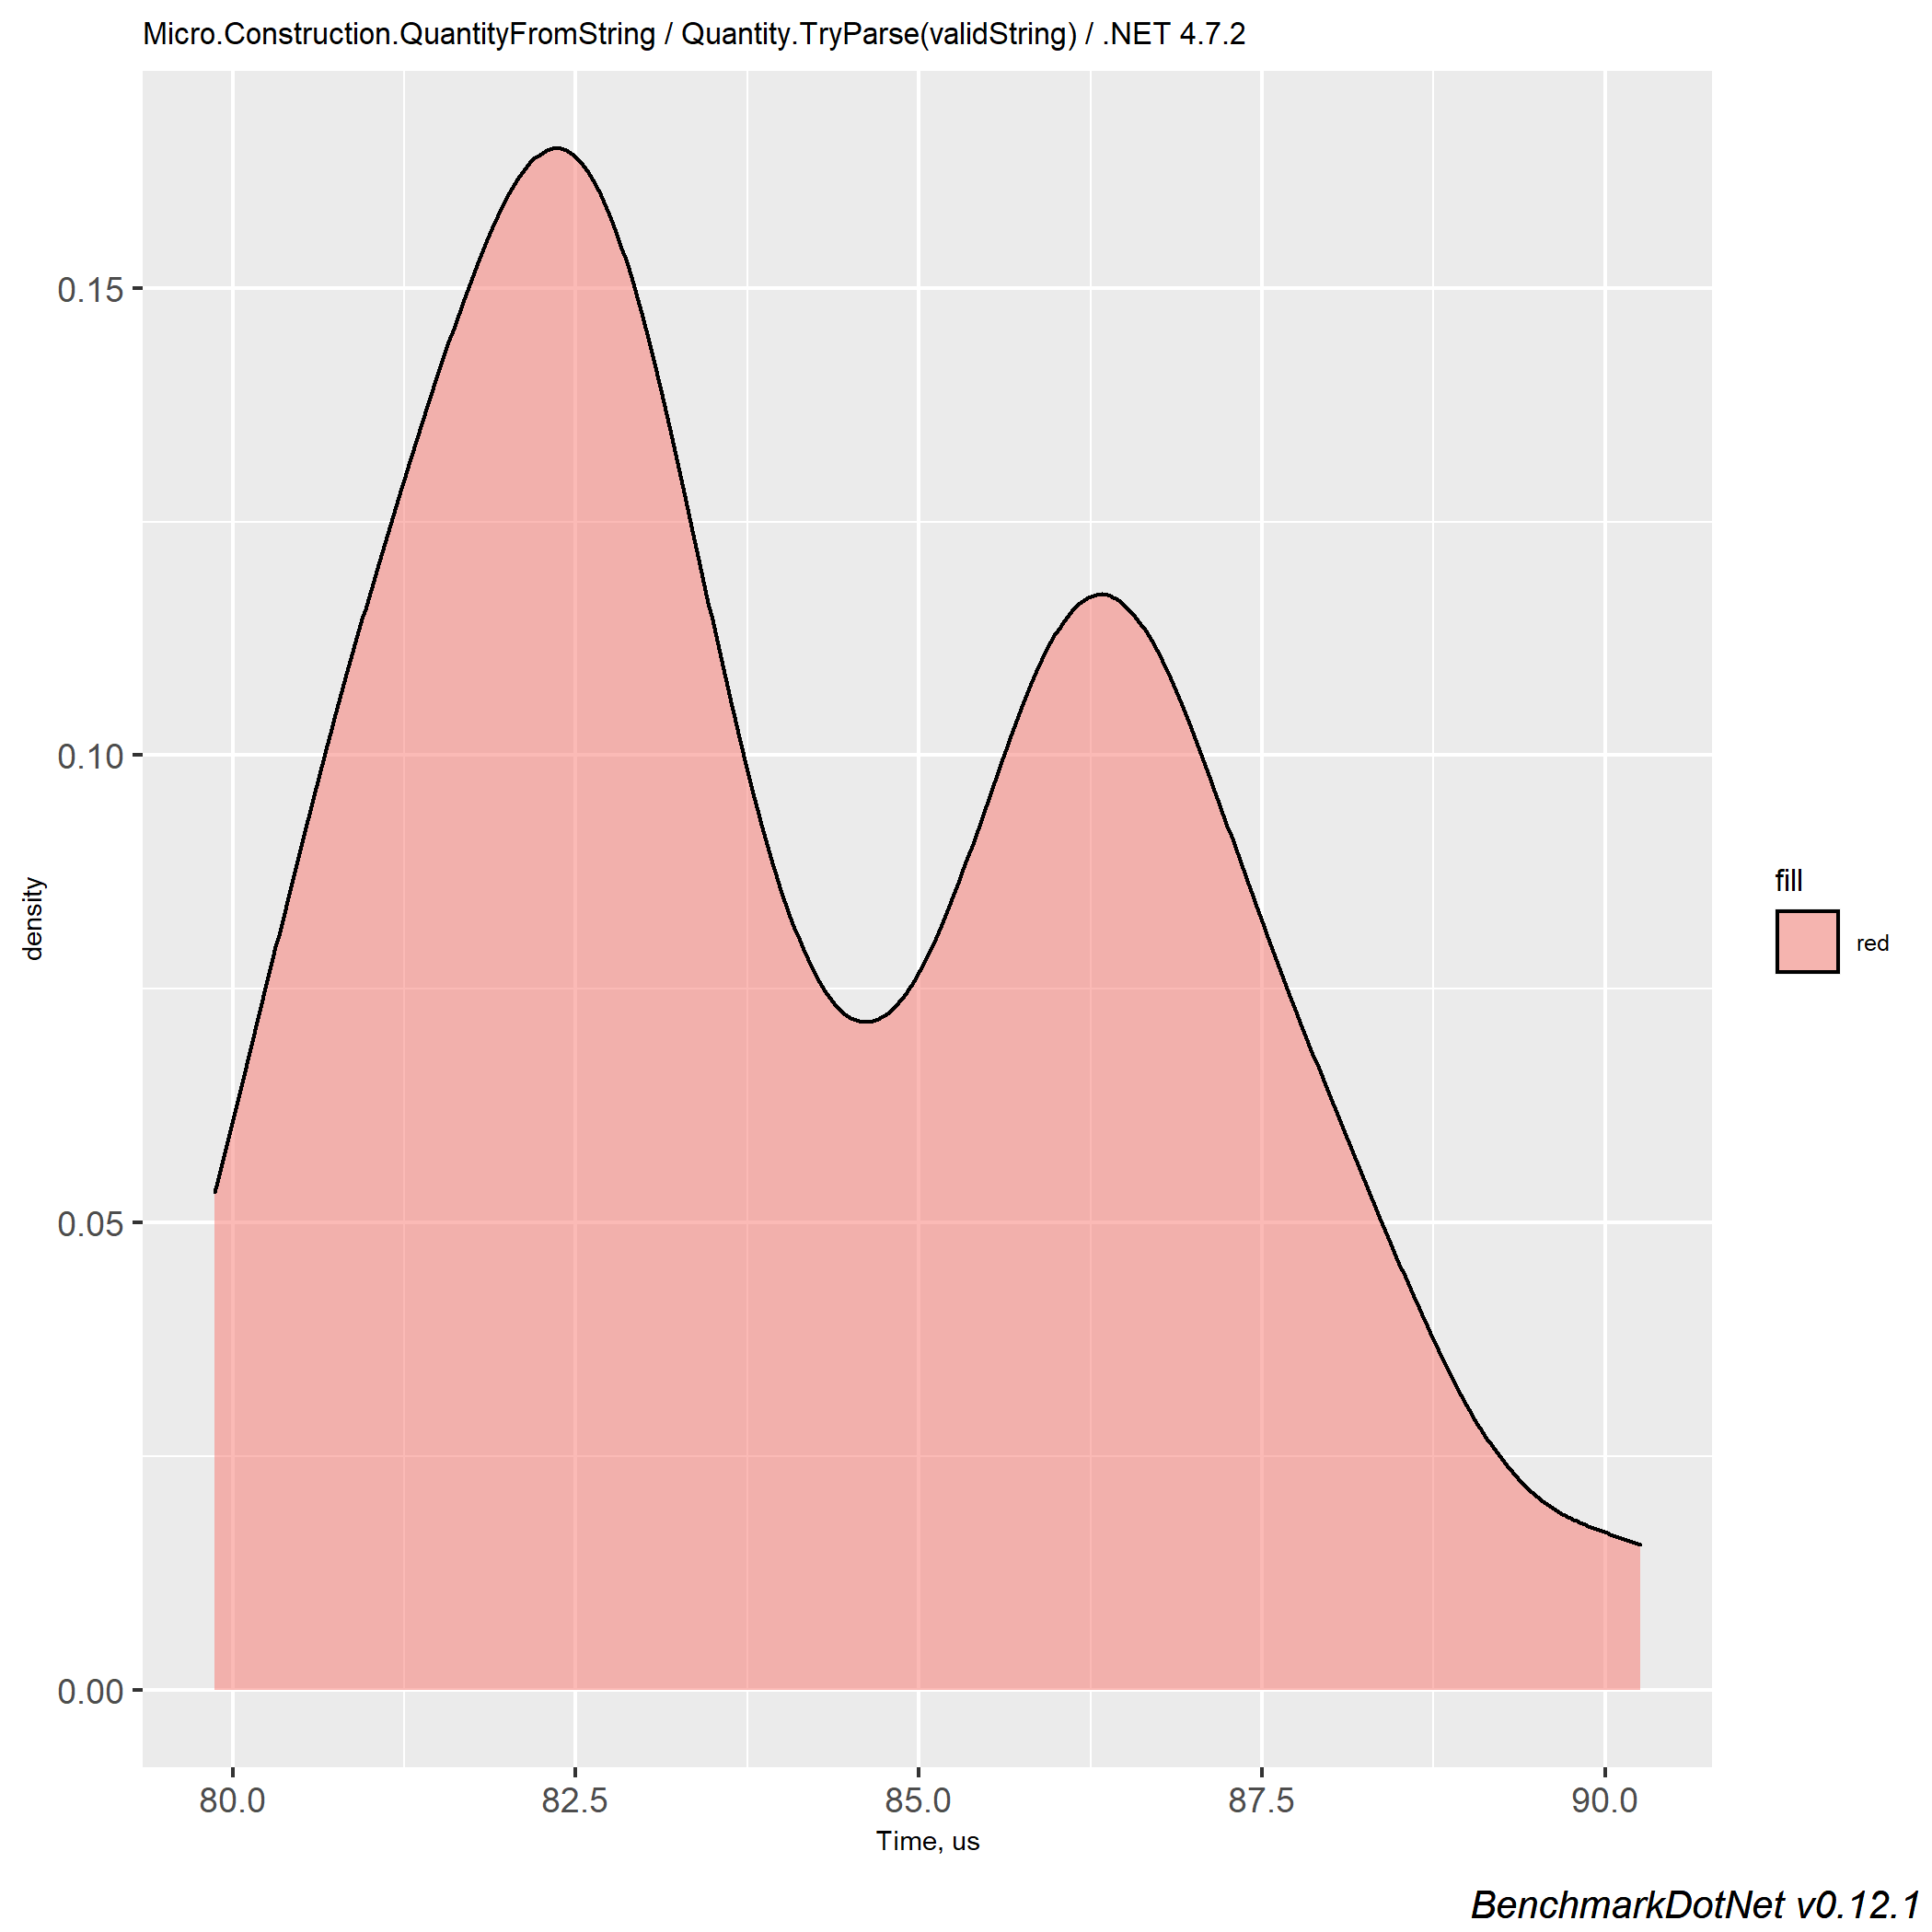 Micro.Construction.QuantityFromString / Quantity.TryParse(validString) / .NET 4.7.2
0.15
0.10
0.05
0.00
density
80.0 82.5 85.0 87.5 90.0
Time, us
fill
red
BenchmarkDotNet v0.12.1